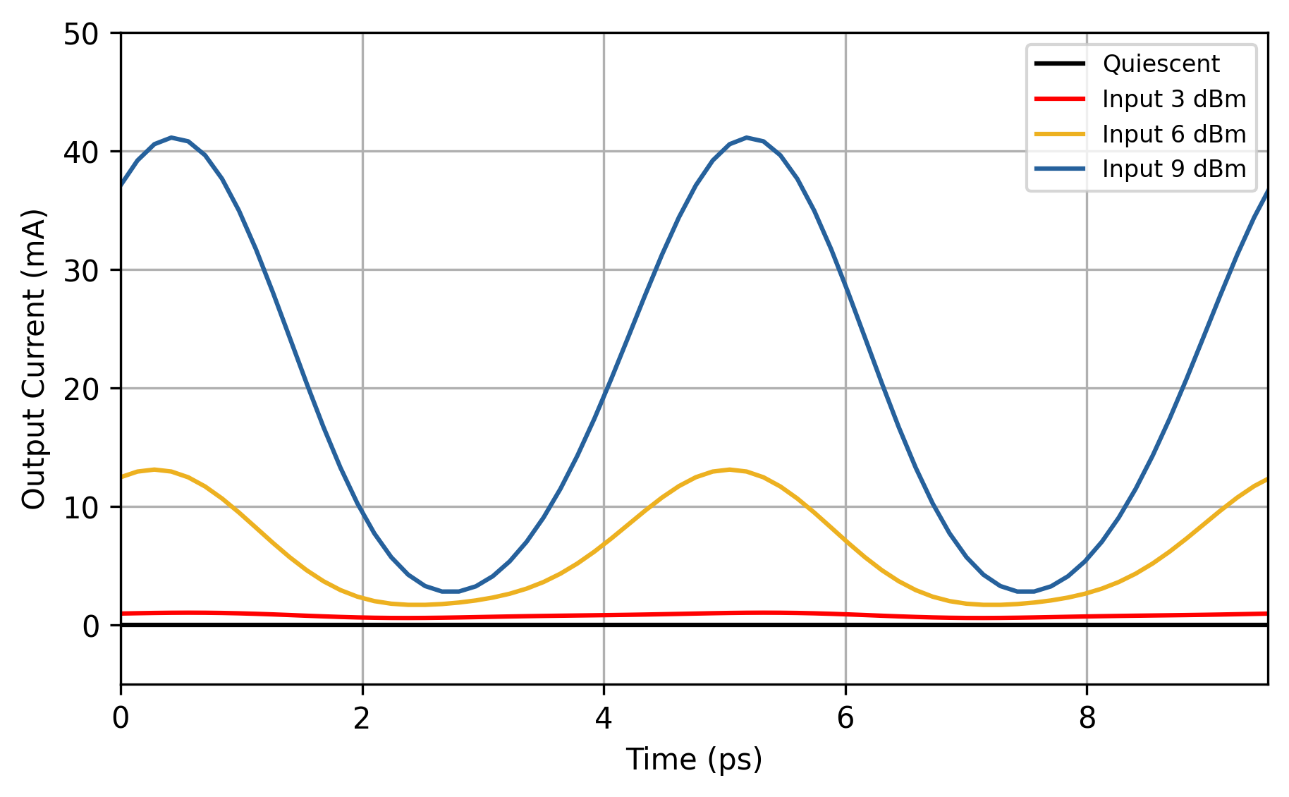 50
40
30
20
10
0
Output Current (mA)
Quiescent
Input 3 dBm
Input 6 dBm
Input 9 dBm
0 2 4 6 8
Time (ps)